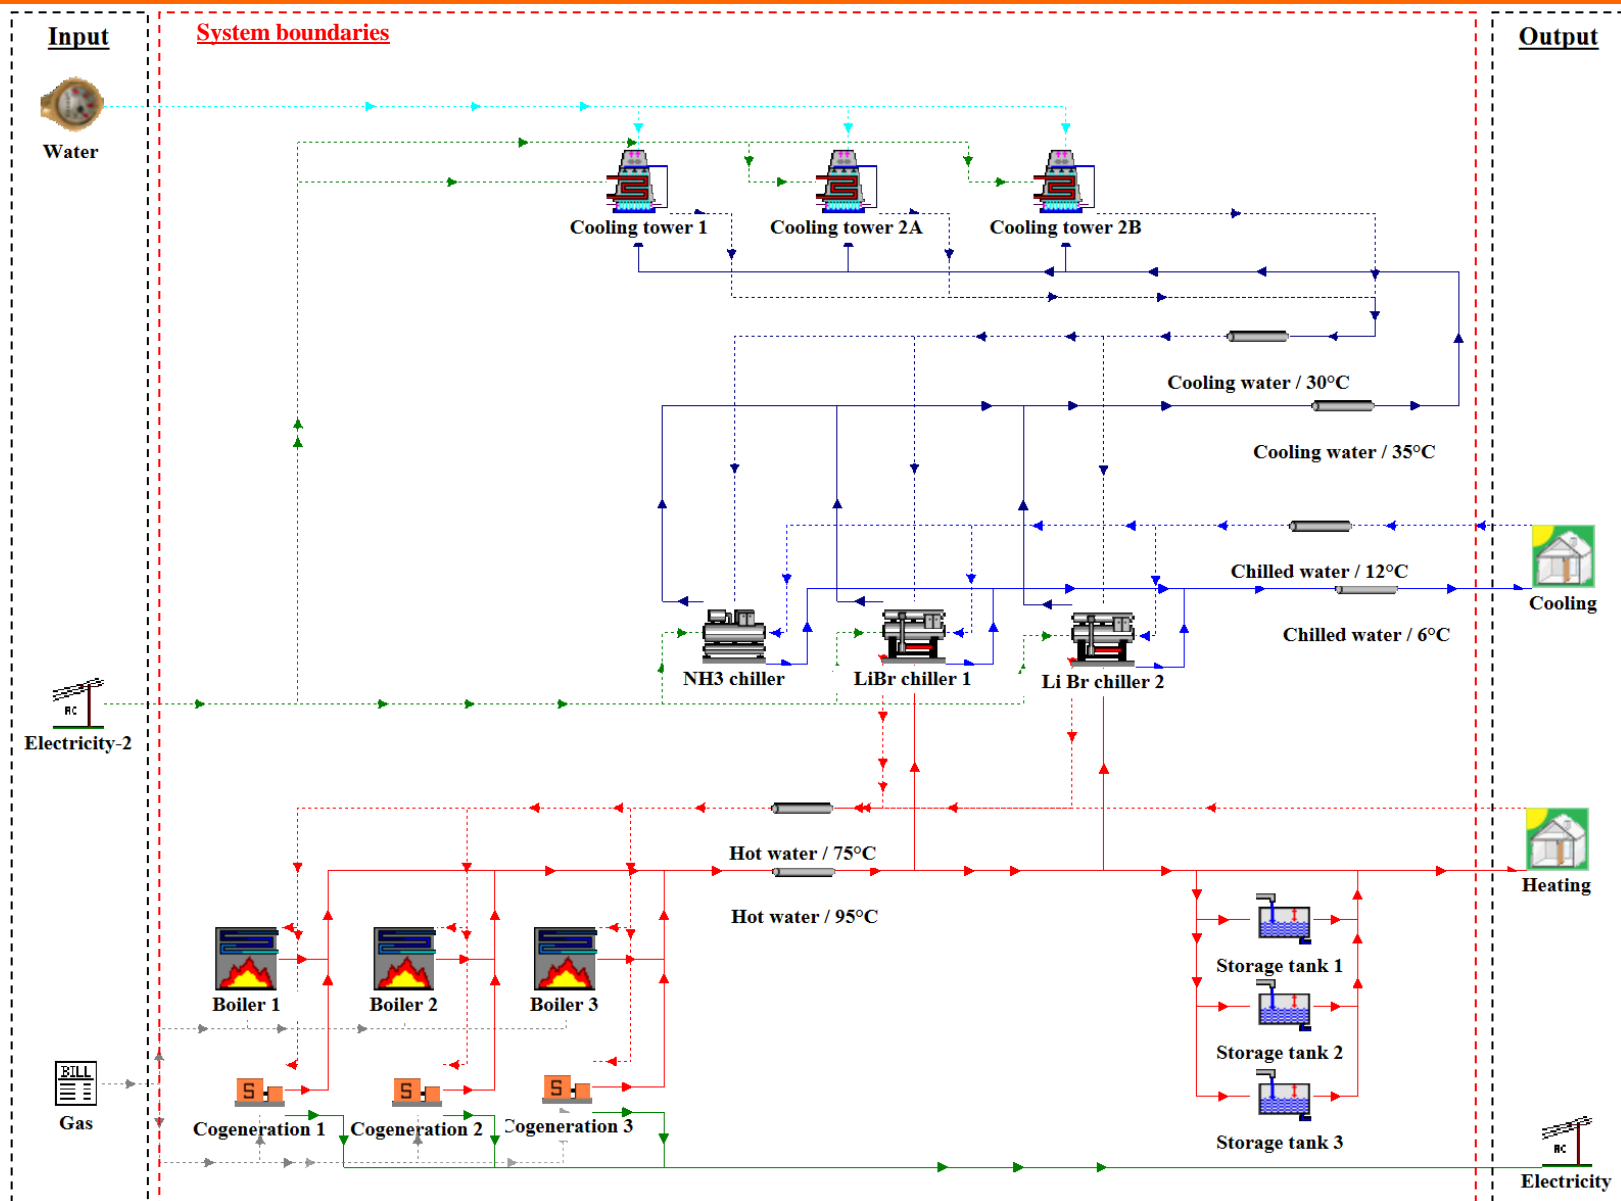 Input
System boundaries
Output
Water
Cooling tower 1
Cooling tower 2A
Cooling tower 2B
Cooling water / 30°C
Cooling water / 35°C
Chilled water / 12°C
Cooling
Chilled water / 6°C
NH3 chiller
LiBr chiller 1
Li Br chiller 2
AC
Electricity-2
Hot water / 75°C
Heating
Hot water / 95°C
Storage tank 1
Boiler 1
Boiler 2
Boiler 3
Storage tank 2
BILL
S
S
S
Gas
Cogeneration 1
Cogeneration 2
Cogeneration 3
Storage tank 3
AC
Electricity